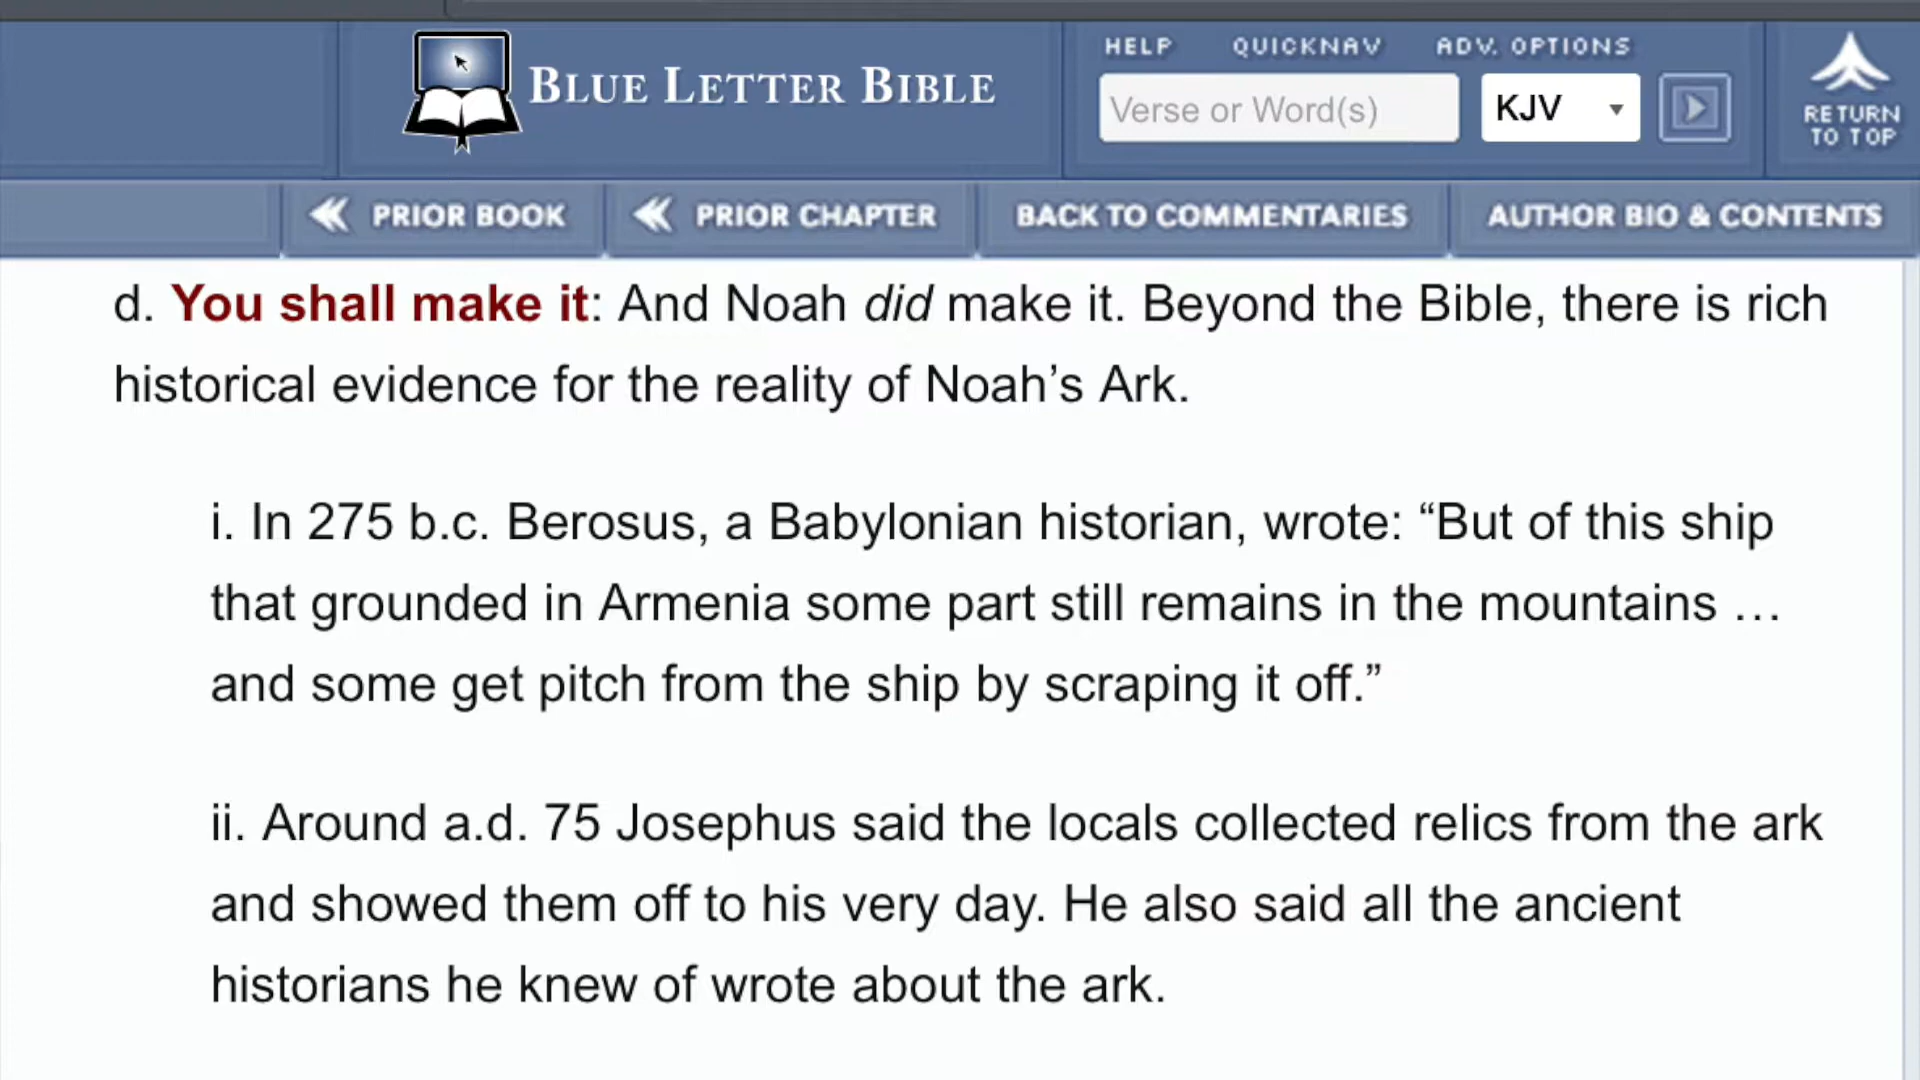 HELP QUICKNAV ADV. OPTIONS
BLUE LETTER BIBLE
Verse or Word(s) KJV
RETURN
TO TOP
PRIOR BOOK PRIOR CHAPTER BACK TO COMMENTARIES AUTHOR BIO & CONTENTS
d. You shall make it: And Noah did make it. Beyond the Bible, there is rich
historical evidence for the reality of Noah’s Ark.
i. In 275 b.c. Berosus, a Babylonian historian, wrote: “But of this ship
that grounded in Armenia some part still remains in the mountains …
and some get pitch from the ship by scraping it off.”
ii. Around a.d. 75 Josephus said the locals collected relics from the ark
and showed them off to his very day. He also said all the ancient
historians he knew of wrote about the ark.